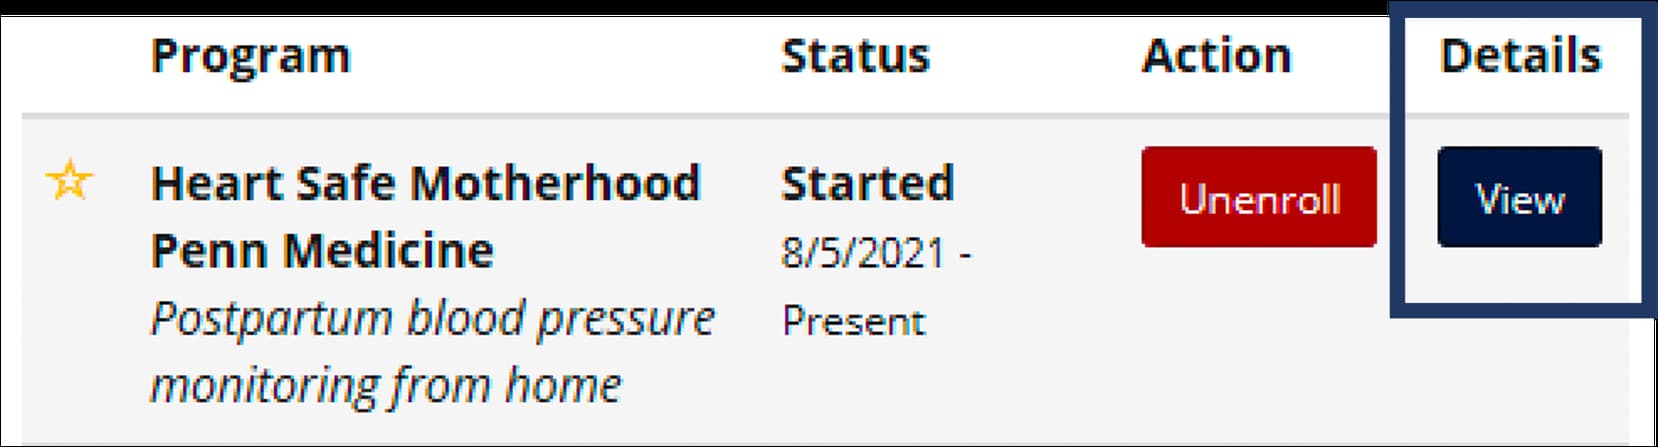 Program Status Action Details
Heart Safe Motherhood Started Unenroll View
Penn Medicine 8/5/2021 -
Postpartum blood pressure Present
monitoring from home